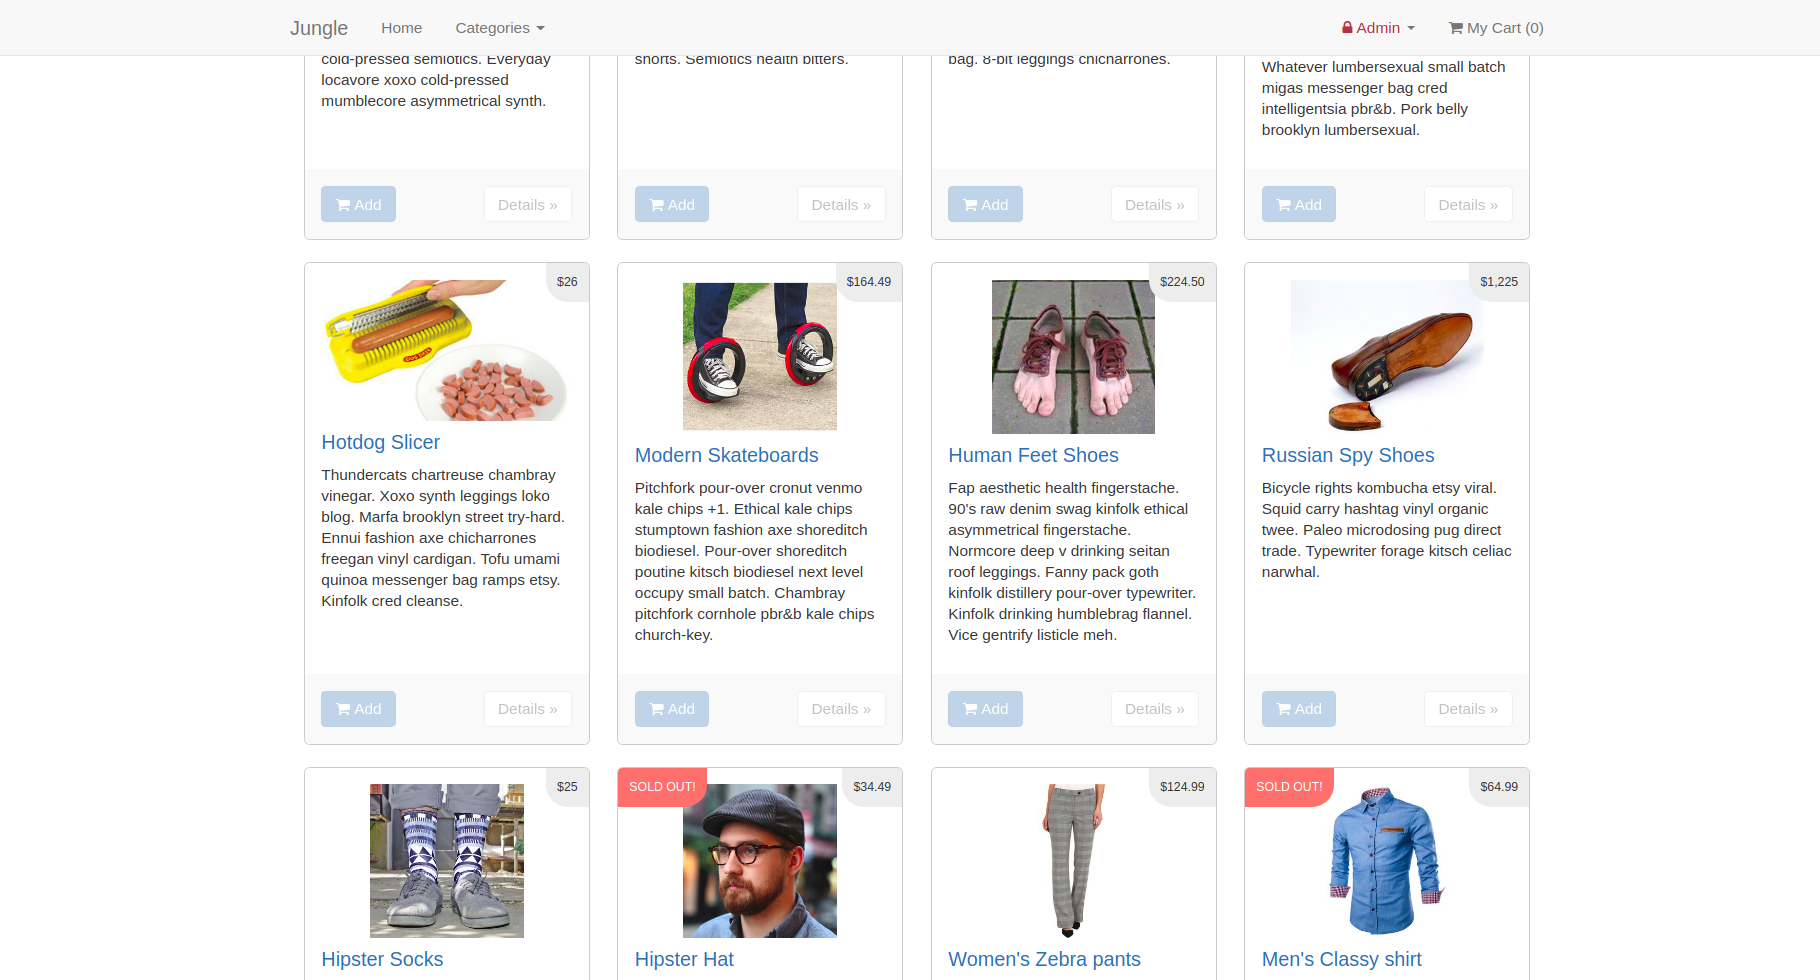 Jungle Home Categories Admin My Cart (0)
cold-pressed semiotics. Everyday
locavore xoxo cold-pressed
mumblecore asymmetrical synth.
shorts. Semiotics health bitters.
bag. 8-bit leggings chicharrones.
Whatever lumbersexual small batch
migas messenger bag cred
intelligentsia pbr&b. Pork belly
brooklyn lumbersexual.
Add Details »
Add Details »
Add Details »
Add Details »
$26
Hotdog Slicer
Thundercats chartreuse chambray
vinegar. Xoxo synth leggings loko
blog. Marfa brooklyn street try-hard.
Ennui fashion axe chicharrones
freegan vinyl cardigan. Tofu umami
quinoa messenger bag ramps etsy.
Kinfolk cred cleanse.
Add Details »
$164.49
Modern Skateboards
Pitchfork pour-over cronut venmo
kale chips +1. Ethical kale chips
stumptown fashion axe shoreditch
biodiesel. Pour-over shoreditch
poutine kitsch biodiesel next level
occupy small batch. Chambray
pitchfork cornhole pbr&b kale chips
church-key.
Add Details »
$224.50
Human Feet Shoes
Fap aesthetic health fingerstache.
90's raw denim swag kinfolk ethical
asymmetrical fingerstache.
Normcore deep v drinking seitan
roof leggings. Fanny pack goth
kinfolk distillery pour-over typewriter.
Kinfolk drinking humblebrag flannel.
Vice gentrify listicle meh.
Add Details »
$1,225
Russian Spy Shoes
Bicycle rights kombucha etsy viral.
Squid carry hashtag vinyl organic
twee. Paleo microdosing pug direct
trade. Typewriter forage kitsch celiac
narwhal.
Add Details »
$25
Hipster Socks
SOLD OUT! $34.49
Hipster Hat
$124.99
Women's Zebra pants
SOLD OUT! $64.99
Men's Classy shirt